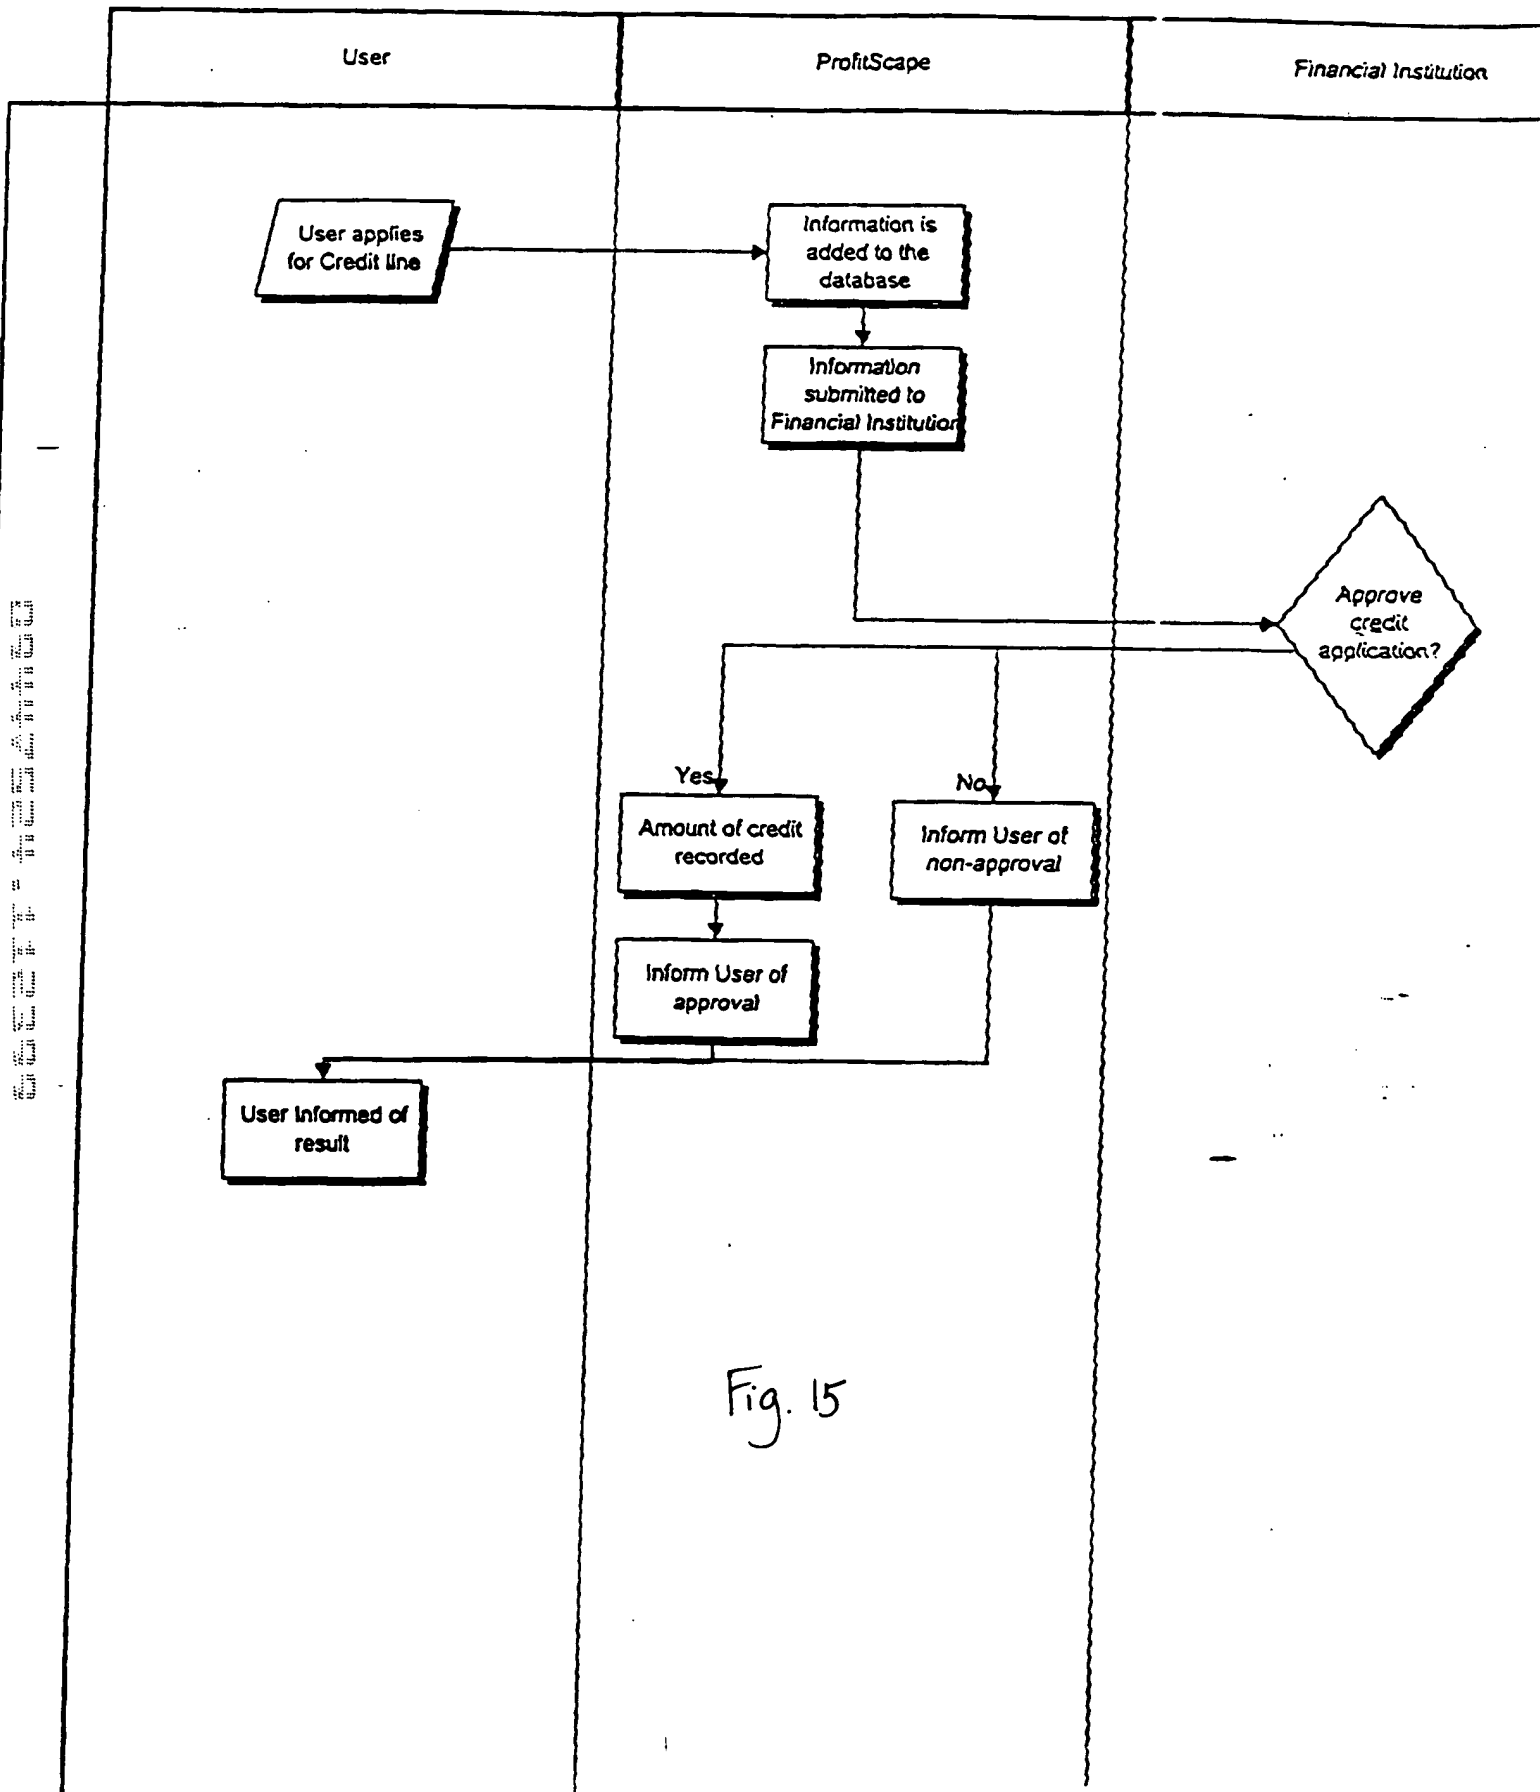 User
ProfitScape
Financial Institution
User applies
for Credit line
Information is
added to the
database
Information
submitted to
Financial Institution
Approve
credit
application?
Yes
No
Amount of credit
recorded
Inform User of
non-approval
Inform User of
approval
User Informed of
result
Fig. 15